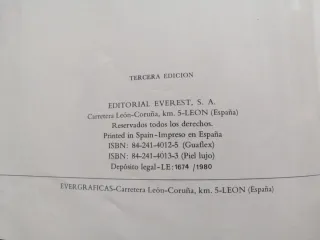 TERCERA EDICION
EDITORIAL EVEREST, S. A.
Carretera León-Coruña, km. 5-LEON (España)
Reservados todos los derechos.
Printed in Spain-Impreso en España
ISBN: 84-241-4012-5 (Guaflex)
ISBN: 84-241-4013-3 (Piel lujo)
Depósito legal-LE:1674/1980
EVERGRAFICAS-Carretera León-Coruña, km. 5-LEON (España)